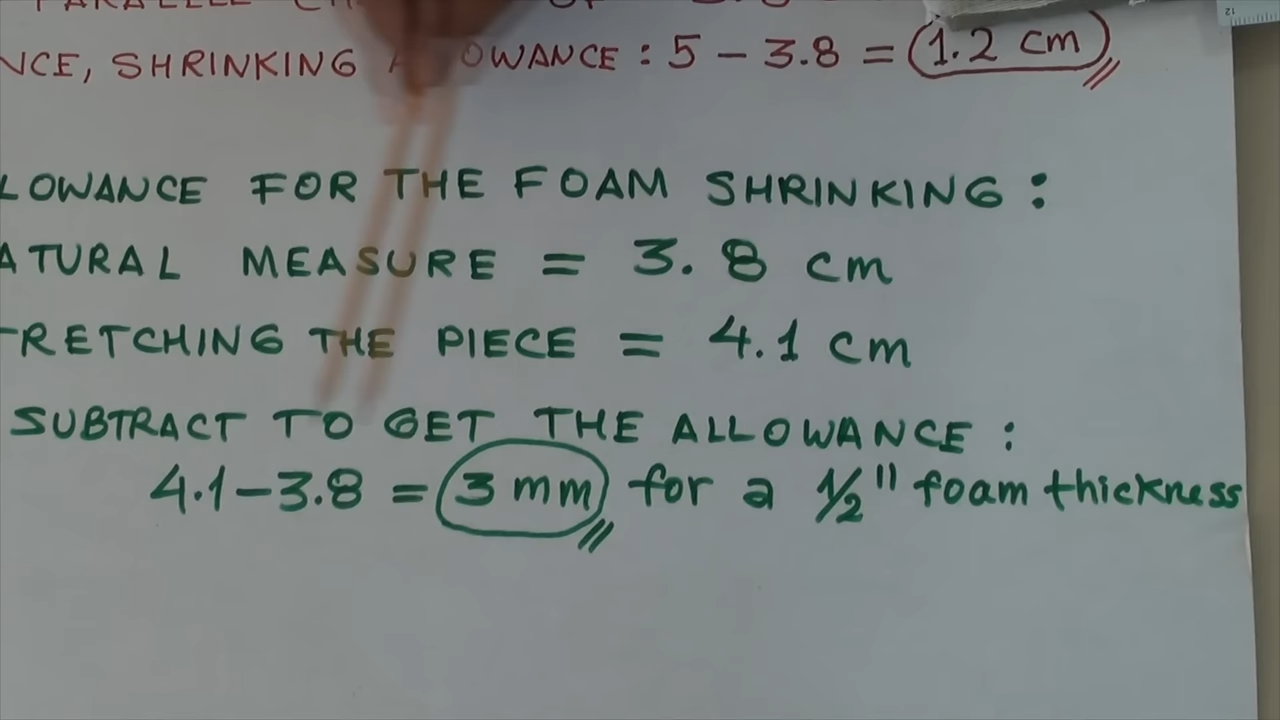 NCE, SHRINKING OWANCE : 5 - 3.8 = 1.2 cm
LOWANCE FOR THE FOAM SHRINKING :
ATURAL MEASURE = 3.8 cm
TRETCHING THE PIECE = 4.1 cm
SUBTRACT TO GET THE ALLOWANCE :
4.1 - 3.8 = 3 mm for a 1/2" foam thickness
12